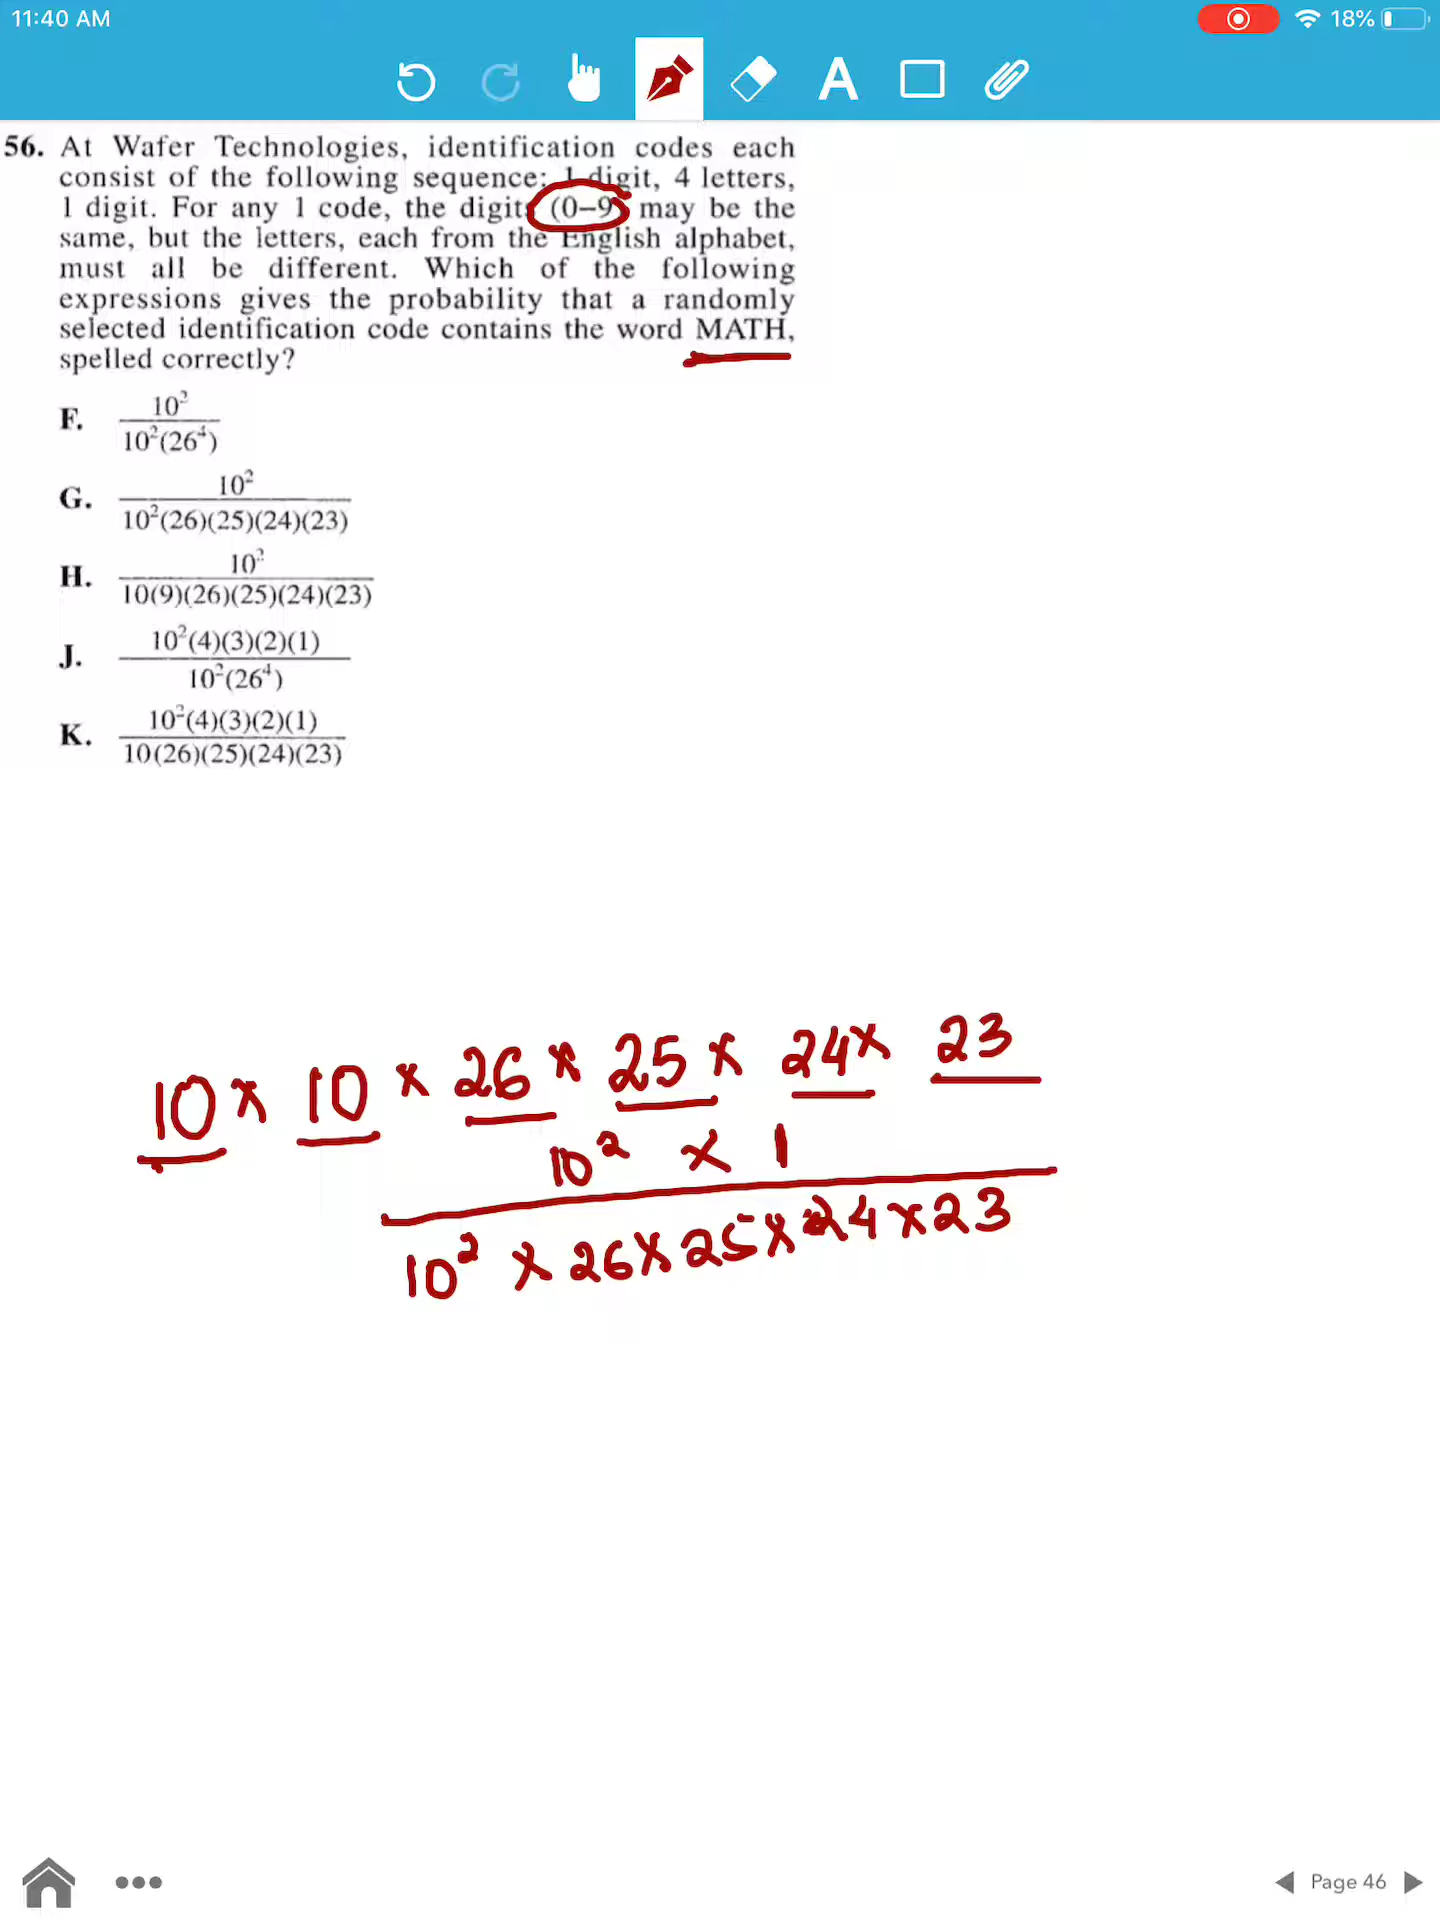 11:40 AM
18%
A
56. At Wafer Technologies, identification codes each
consist of the following sequence: 1 digit, 4 letters,
1 digit. For any 1 code, the digits (0–9) may be the
same, but the letters, each from the English alphabet,
must all be different. Which of the following
expressions gives the probability that a randomly
selected identification code contains the word MATH,
spelled correctly?
F. 10²
10²(26⁴)
G. 10²
10²(26)(25)(24)(23)
H. 10²
10(9)(26)(25)(24)(23)
J. 10²(4)(3)(2)(1)
10²(26⁴)
K. 10²(4)(3)(2)(1)
10(26)(25)(24)(23)
10 × 10 × 26 × 25 × 24 × 23
10² × 1
10² × 26 × 25 × 24 × 23
Page 46